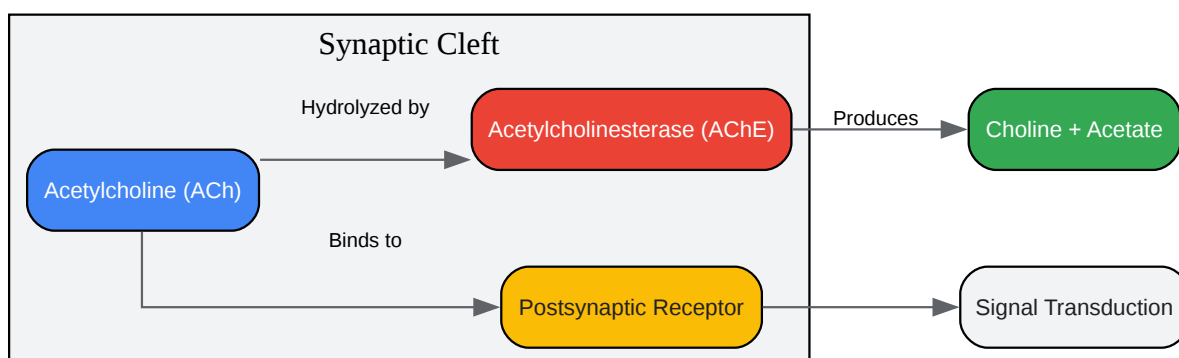 Synaptic Cleft
Hydrolyzed by
Acetylcholinesterase (AChE)
Produces
Choline + Acetate
Acetylcholine (ACh)
Binds to
Postsynaptic Receptor
Signal Transduction